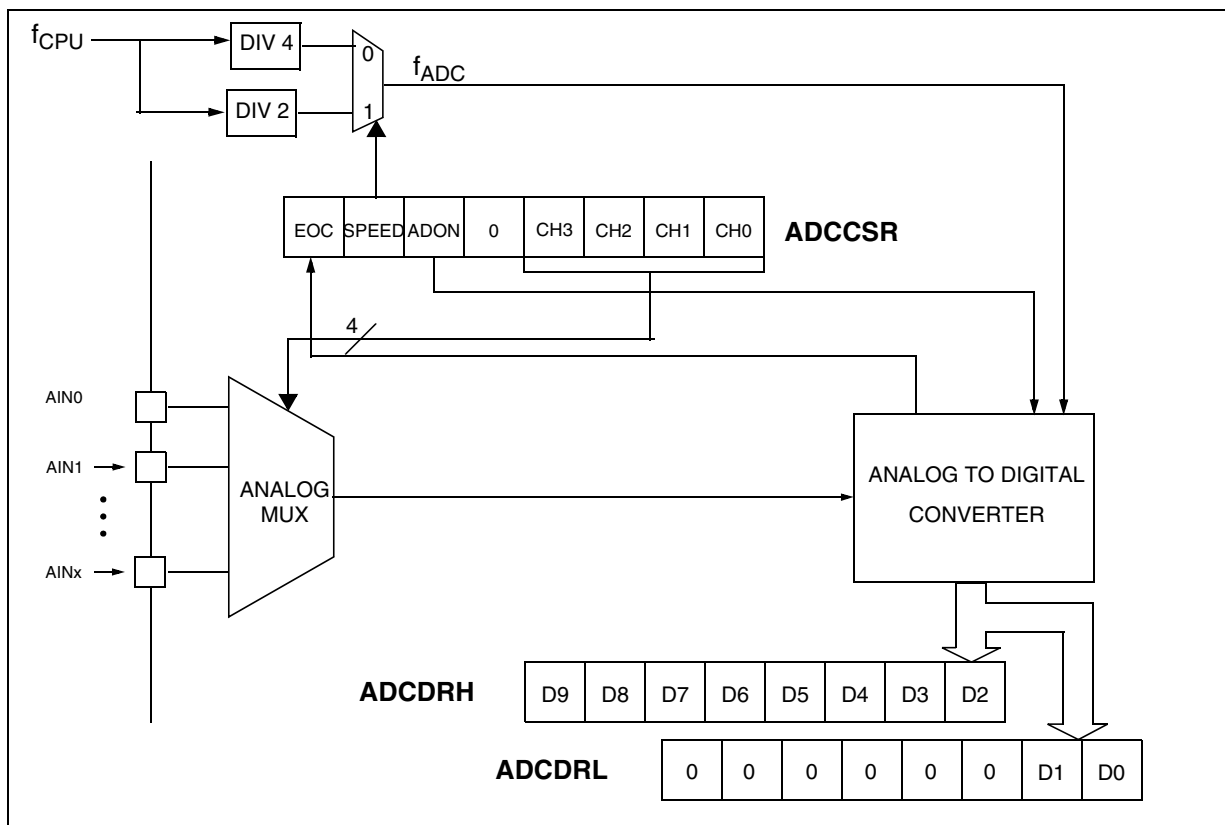 fCPU
DIV 4
0
fADC
DIV 2
1
EOC SPEED ADON 0 CH3 CH2 CH1 CH0
ADCCSR
4
AIN0
AIN1
ANALOG
MUX
ANALOG TO DIGITAL
CONVERTER
AINx
ADCDRH
D9 D8 D7 D6 D5 D4 D3 D2
ADCDRL
0 0 0 0 0 0 D1 D0